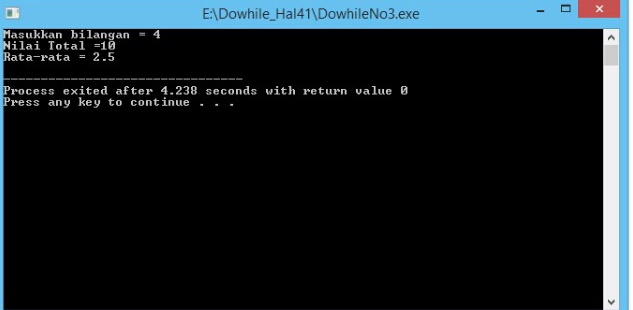 E:\Dowhile_Hal41\DowhileNo3.exe
Masukkan bilangan = 4
Nilai Total =10
Rata-rata = 2.5
--------------------------------
Process exited after 4.238 seconds with return value 0
Press any key to continue . . .